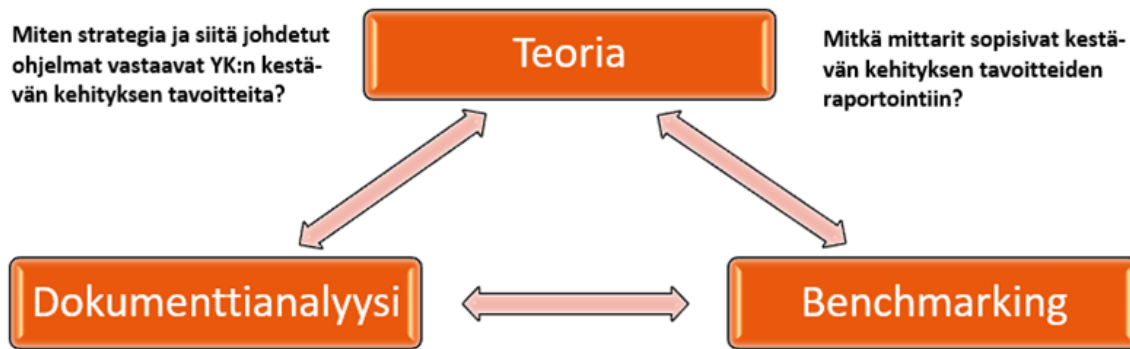 Miten strategia ja siitä johdetut
ohjelmat vastaavat YK:n kestä-
vän kehityksen tavoitteita?
Teoria
Mitkä mittarit sopisivat kestä-
vän kehityksen tavoitteiden
raportointiin?
Dokumenttianalyysi
Benchmarking